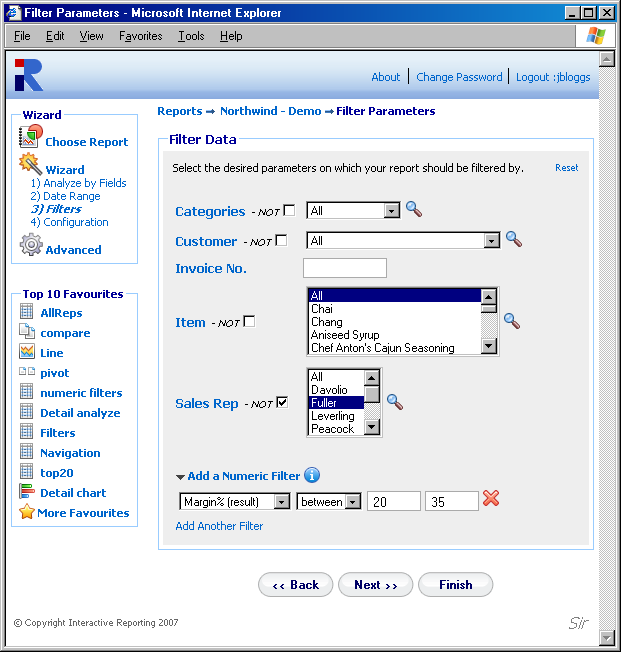 Filter Parameters - Microsoft Internet Explorer
File Edit View Favorites Tools Help
R
About Change Password Logout :jbloggs
Reports → Northwind - Demo → Filter Parameters
Wizard
Choose Report
Wizard
1) Analyze by Fields
2) Date Range
3) Filters
4) Configuration
Advanced
Top 10 Favourites
AllReps
compare
Line
pivot
numeric filters
Detail analyze
Filters
Navigation
top20
Detail chart
More Favourites
Filter Data
Select the desired parameters on which your report should be filtered by. Reset
Categories - NOT All
Customer - NOT All
Invoice No.
Item - NOT
All
Chai
Chang
Aniseed Syrup
Chef Anton's Cajun Seasoning
Sales Rep - NOT
All
Davolio
Fuller
Leverling
Peacock
Add a Numeric Filter i
Margin% (result) between 20 35
Add Another Filter
<< Back Next >> Finish
© Copyright Interactive Reporting 2007 Sir